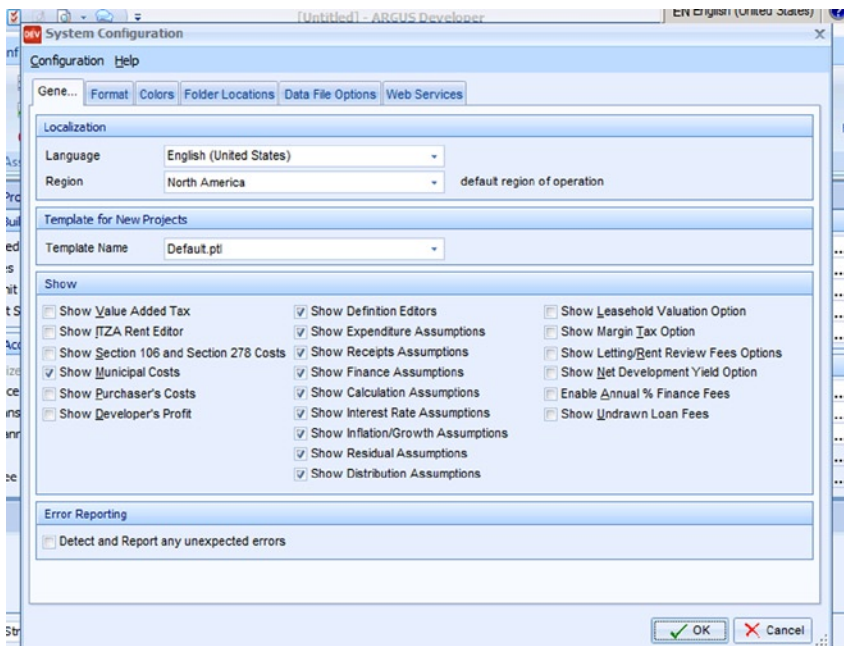 [Untitled] - ARGUS Developer
EN English (United States)
DEV System Configuration
Configuration Help
Gene... Format Colors Folder Locations Data File Options Web Services
Localization
Language English (United States)
Region North America default region of operation
Template for New Projects
Template Name Default.ptl
Show
Show Value Added Tax
Show ITZA Rent Editor
Show Section 106 and Section 278 Costs
Show Municipal Costs
Show Purchaser's Costs
Show Developer's Profit
Show Definition Editors
Show Expenditure Assumptions
Show Receipts Assumptions
Show Finance Assumptions
Show Calculation Assumptions
Show Interest Rate Assumptions
Show Inflation/Growth Assumptions
Show Residual Assumptions
Show Distribution Assumptions
Show Leasehold Valuation Option
Show Margin Tax Option
Show Letting/Rent Review Fees Options
Show Net Development Yield Option
Enable Annual % Finance Fees
Show Undrawn Loan Fees
Error Reporting
Detect and Report any unexpected errors
OK Cancel